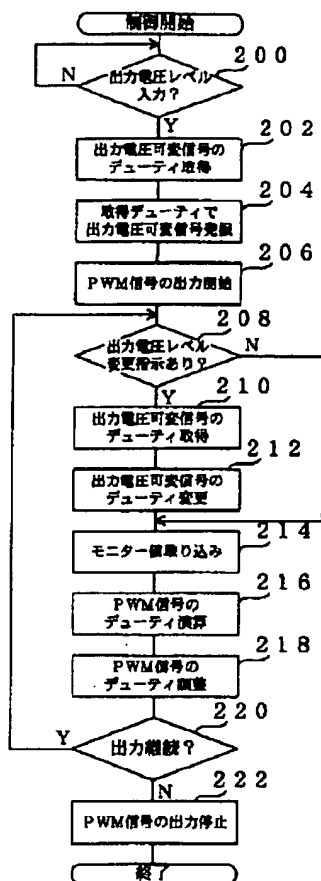 制御開始
200
出力電圧レベル
入力？
N
Y
202
出力電圧可変信号の
デューティ取得
204
取得デューティで
出力電圧可変信号発振
206
PWM信号の出力開始
208
出力電圧レベル
変更指示あり？
N
Y
210
出力電圧可変信号の
デューティ取得
212
出力電圧可変信号の
デューティ変更
214
モニター値取り込み
216
PWM信号の
デューティ演算
218
PWM信号の
デューティ調整
220
出力継続？
Y
N
222
PWM信号の出力停止
終了